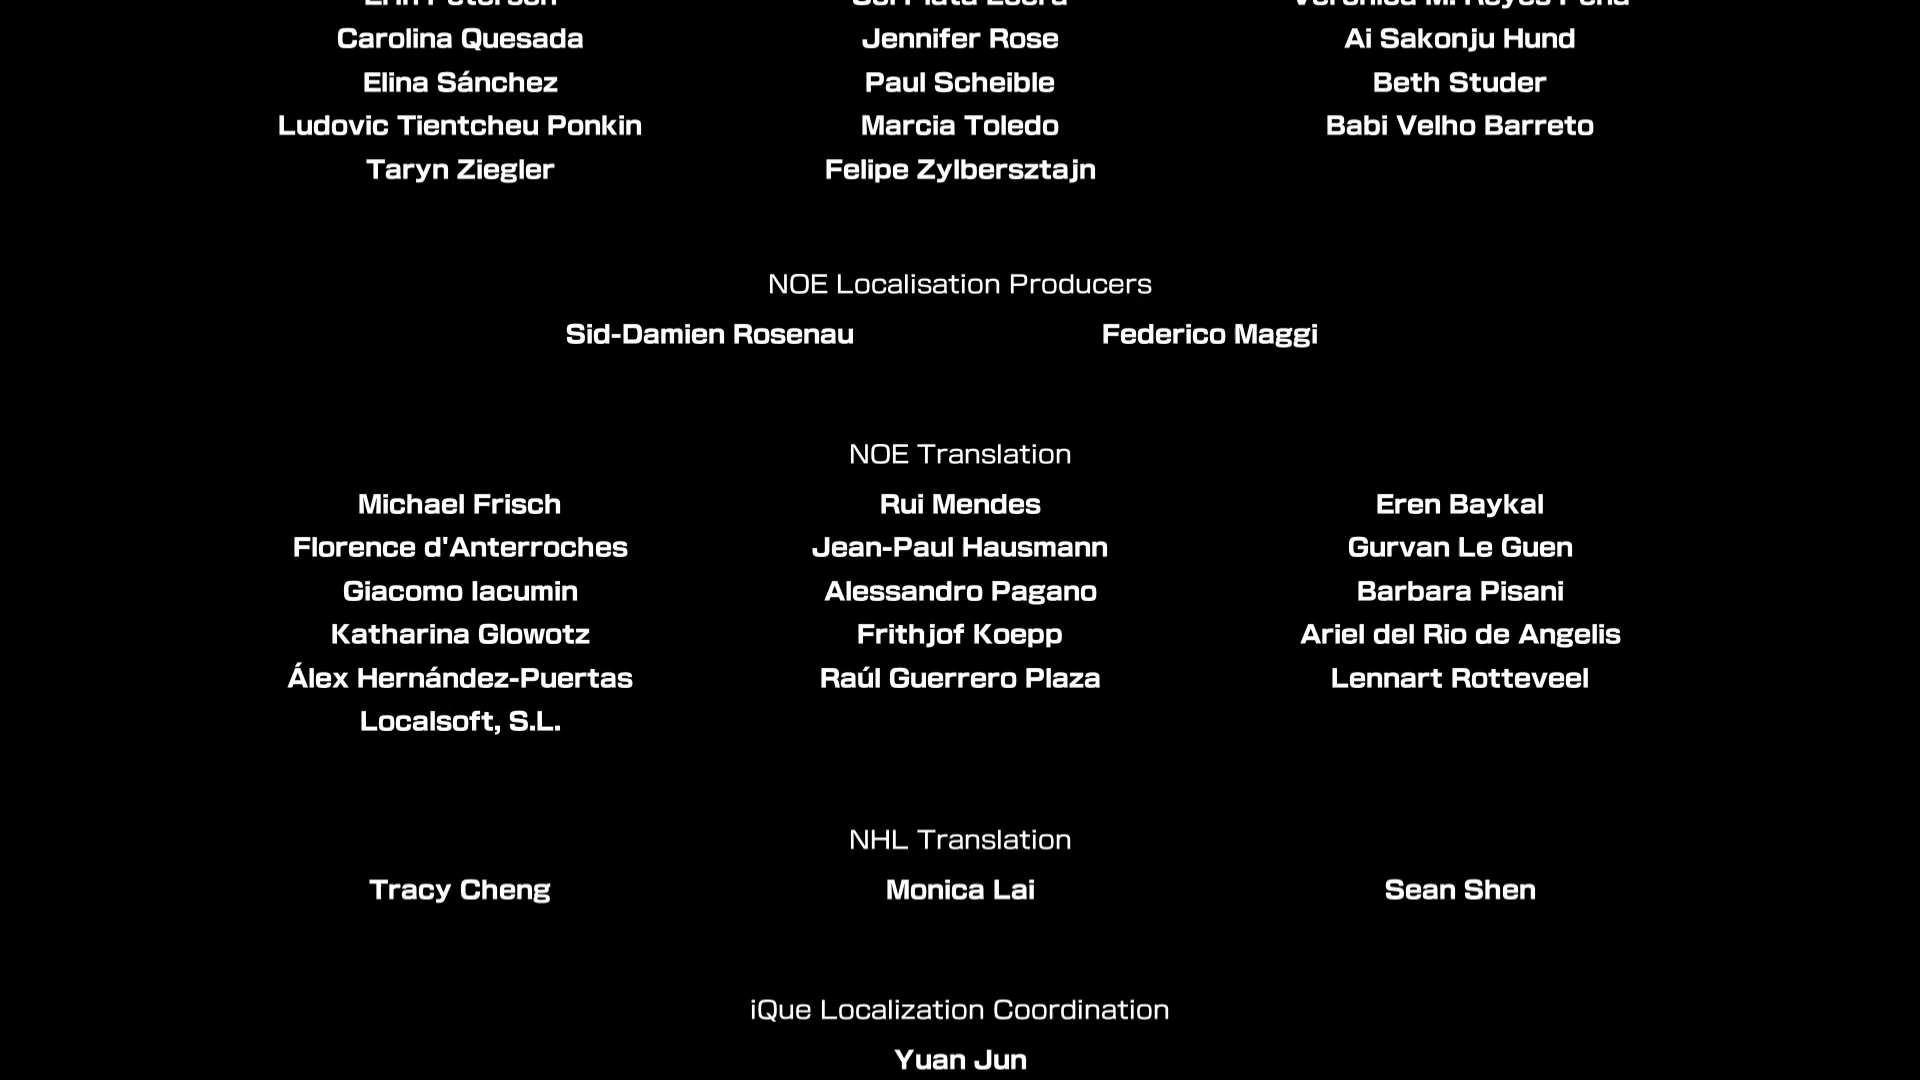 Carolina Quesada Jennifer Rose Ai Sakonju Hund
Elina Sánchez Paul Scheible Beth Studer
Ludovic Tientcheu Ponkin Marcia Toledo Babi Velho Barreto
Taryn Ziegler Felipe Zylbersztajn
NOE Localisation Producers
Sid-Damien Rosenau Federico Maggi
NOE Translation
Michael Frisch Rui Mendes Eren Baykal
Florence d'Anterroches Jean-Paul Hausmann Gurvan Le Guen
Giacomo Iacumin Alessandro Pagano Barbara Pisani
Katharina Glowotz Frithjof Koepp Ariel del Rio de Angelis
Álex Hernández-Puertas Raúl Guerrero Plaza Lennart Rotteveel
Localsoft, S.L.
NHL Translation
Tracy Cheng Monica Lai Sean Shen
iQue Localization Coordination
Yuan Jun